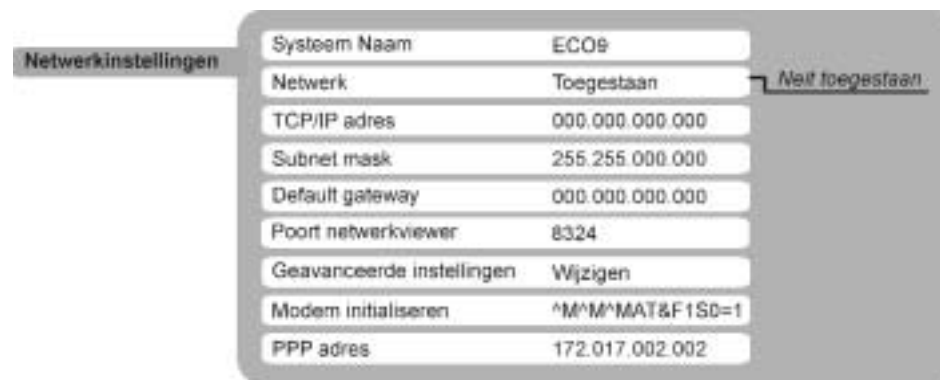 Netwerkinstellingen
Systeem Naam ECO9
Netwerk Toegestaan Neit toegestaan
TCP/IP adres 000.000.000.000
Subnet mask 255.255.000.000
Default gateway 000.000.000.000
Poort netwerkviewer 8324
Geavanceerde instellingen Wijzigen
Modem initialiseren ^M^M^MAT&F1S0=1
PPP adres 172.017.002.002